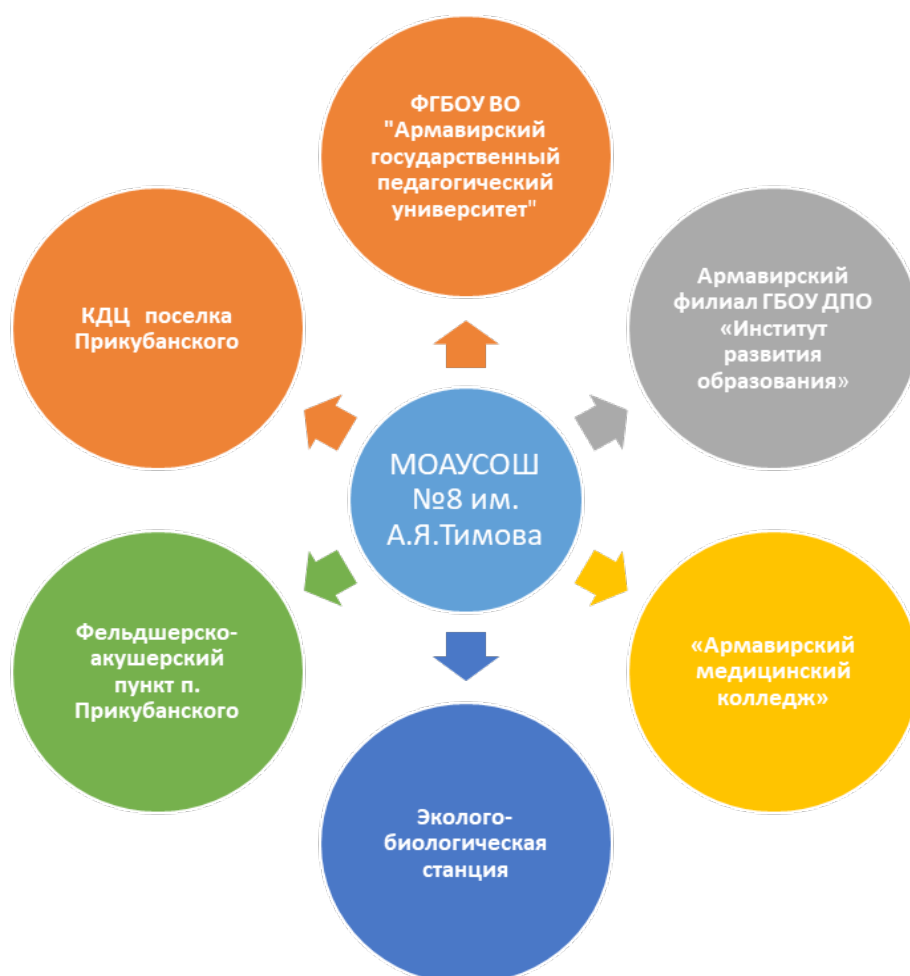 ФГБОУ ВО
"Армавирский
государственный
педагогический
университет"
КДЦ поселка
Прикубанского
Армавирский
филиал ГБОУ ДПО
«Институт
развития
образования»
МОАУСОШ
№8 им.
А.Я.Тимова
Фельдшерско-
акушерский
пункт п.
Прикубанского
«Армавирский
медицинский
колледж»
Эколого-
биологическая
станция